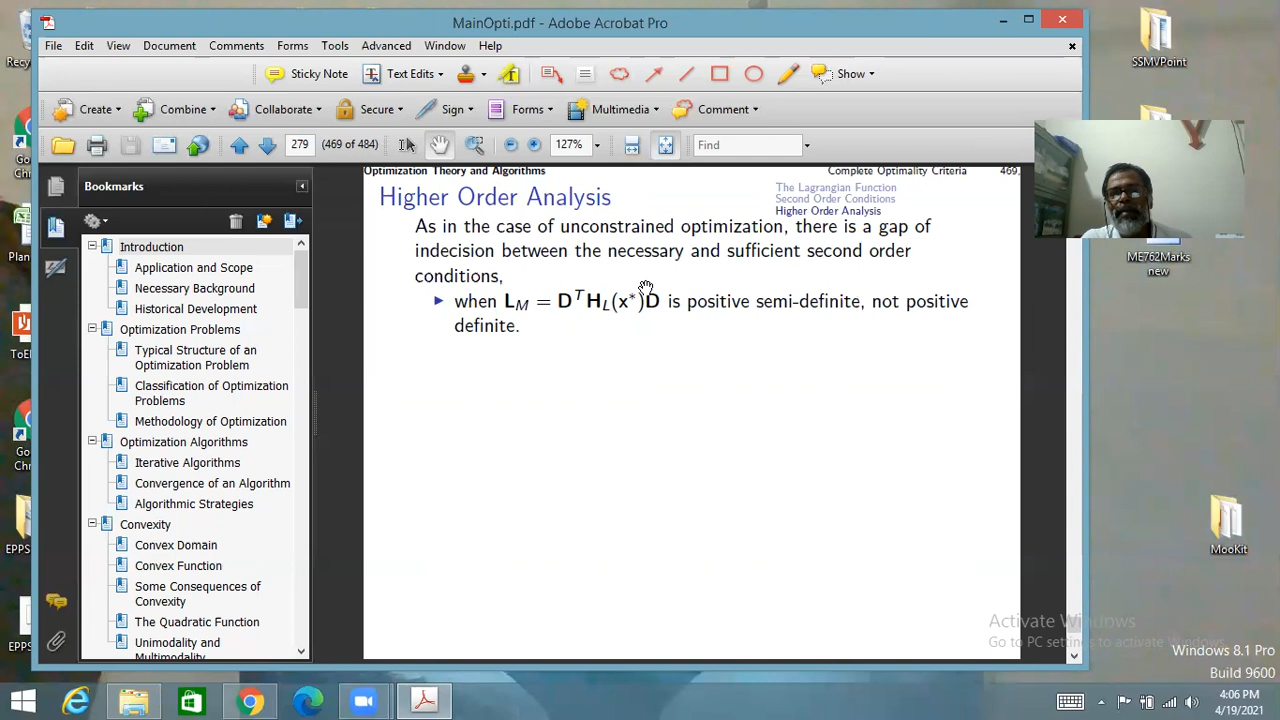 MainOpti.pdf - Adobe Acrobat Pro
SSMVPoint
File Edit View Document Comments Forms Tools Advanced Window Help
Sticky Note Text Edits Show
Create Combine Collaborate Secure Sign Forms Multimedia Comment
279 (469 of 484) 127% Find
Bookmarks
Introduction
Application and Scope
Necessary Background
Historical Development
Optimization Problems
Typical Structure of an
Optimization Problem
Classification of Optimization
Problems
Methodology of Optimization
Optimization Algorithms
Iterative Algorithms
Convergence of an Algorithm
Algorithmic Strategies
Convexity
Convex Domain
Convex Function
Some Consequences of
Convexity
The Quadratic Function
Unimodality and
Multimodality
Optimization Theory and Algorithms Complete Optimality Criteria 469,
Higher Order Analysis
The Lagrangian Function
Second Order Conditions
Higher Order Analysis
As in the case of unconstrained optimization, there is a gap of
indecision between the necessary and sufficient second order
conditions,
when L_M = D^T H_L(x*)D is positive semi-definite, not positive
definite.
ME762Marks
new
MooKit
Activate Windows
Go to PC settings to activate Windows.
Windows 8.1 Pro
Build 9600
4:06 PM
4/19/2021